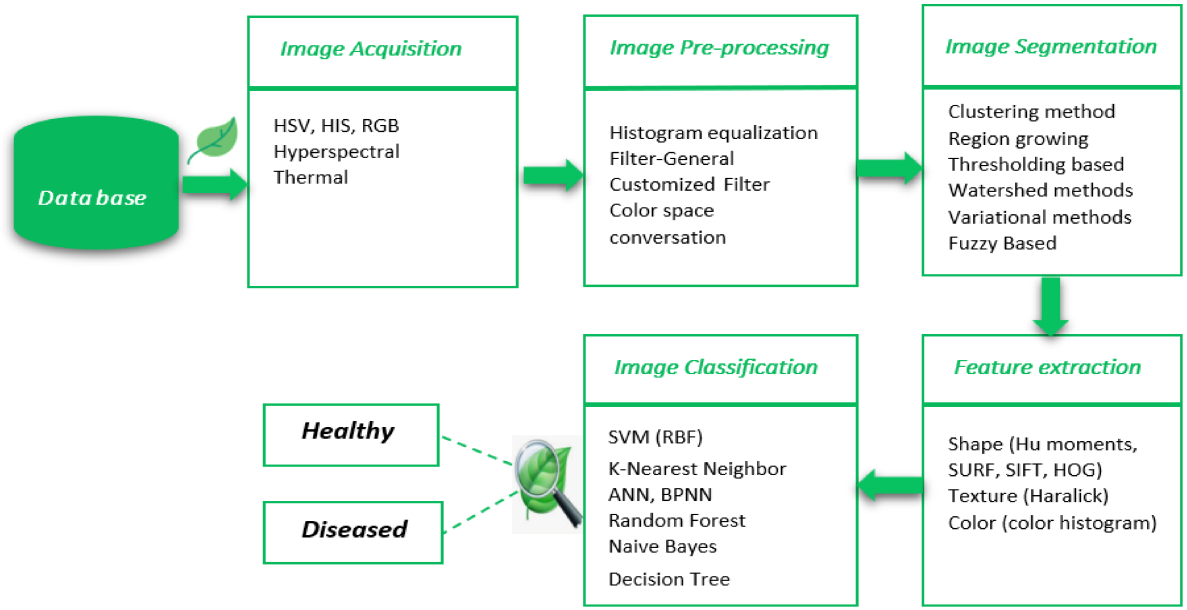 Database
Image Acquisition
HSV, HIS, RGB
Hyperspectral
Thermal
Image Pre-processing
Histogram equalization
Filter-General
Customized Filter
Color space
conversation
Image Segmentation
Clustering method
Region growing
Thresholding based
Watershed methods
Variational methods
Fuzzy Based
Feature extraction
Shape (Hu moments,
SURF, SIFT, HOG)
Texture (Haralick)
Color (color histogram)
Image Classification
SVM (RBF)
K-Nearest Neighbor
ANN, BPNN
Random Forest
Naive Bayes
Decision Tree
Healthy
Diseased